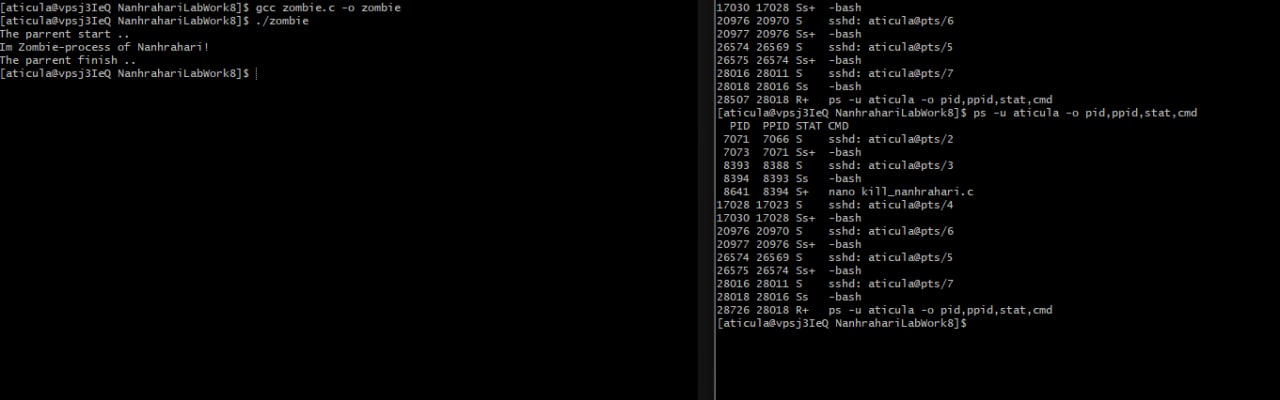 [aticula@vpsj3IeQ NanhrahariLabWork8]$ gcc zombie.c -o zombie
[aticula@vpsj3IeQ NanhrahariLabWork8]$ ./zombie
The parrent start ..
Im Zombie-process of Nanhrahari!
The parrent finish ..
[aticula@vpsj3IeQ NanhrahariLabWork8]$
17030 17028 Ss+  -bash
20976 20970 S    sshd: aticula@pts/6
20977 20976 Ss+  -bash
26574 26569 S    sshd: aticula@pts/5
26575 26574 Ss+  -bash
28016 28011 S    sshd: aticula@pts/7
28018 28016 Ss   -bash
28507 28018 R+   ps -u aticula -o pid,ppid,stat,cmd
[aticula@vpsj3IeQ NanhrahariLabWork8]$ ps -u aticula -o pid,ppid,stat,cmd
  PID  PPID STAT CMD
 7071  7066 S    sshd: aticula@pts/2
 7073  7071 Ss+  -bash
 8393  8388 S    sshd: aticula@pts/3
 8394  8393 Ss   -bash
 8641  8394 S+   nano kill_nanhrahari.c
17028 17023 S    sshd: aticula@pts/4
17030 17028 Ss+  -bash
20976 20970 S    sshd: aticula@pts/6
20977 20976 Ss+  -bash
26574 26569 S    sshd: aticula@pts/5
26575 26574 Ss+  -bash
28016 28011 S    sshd: aticula@pts/7
28018 28016 Ss   -bash
28726 28018 R+   ps -u aticula -o pid,ppid,stat,cmd
[aticula@vpsj3IeQ NanhrahariLabWork8]$